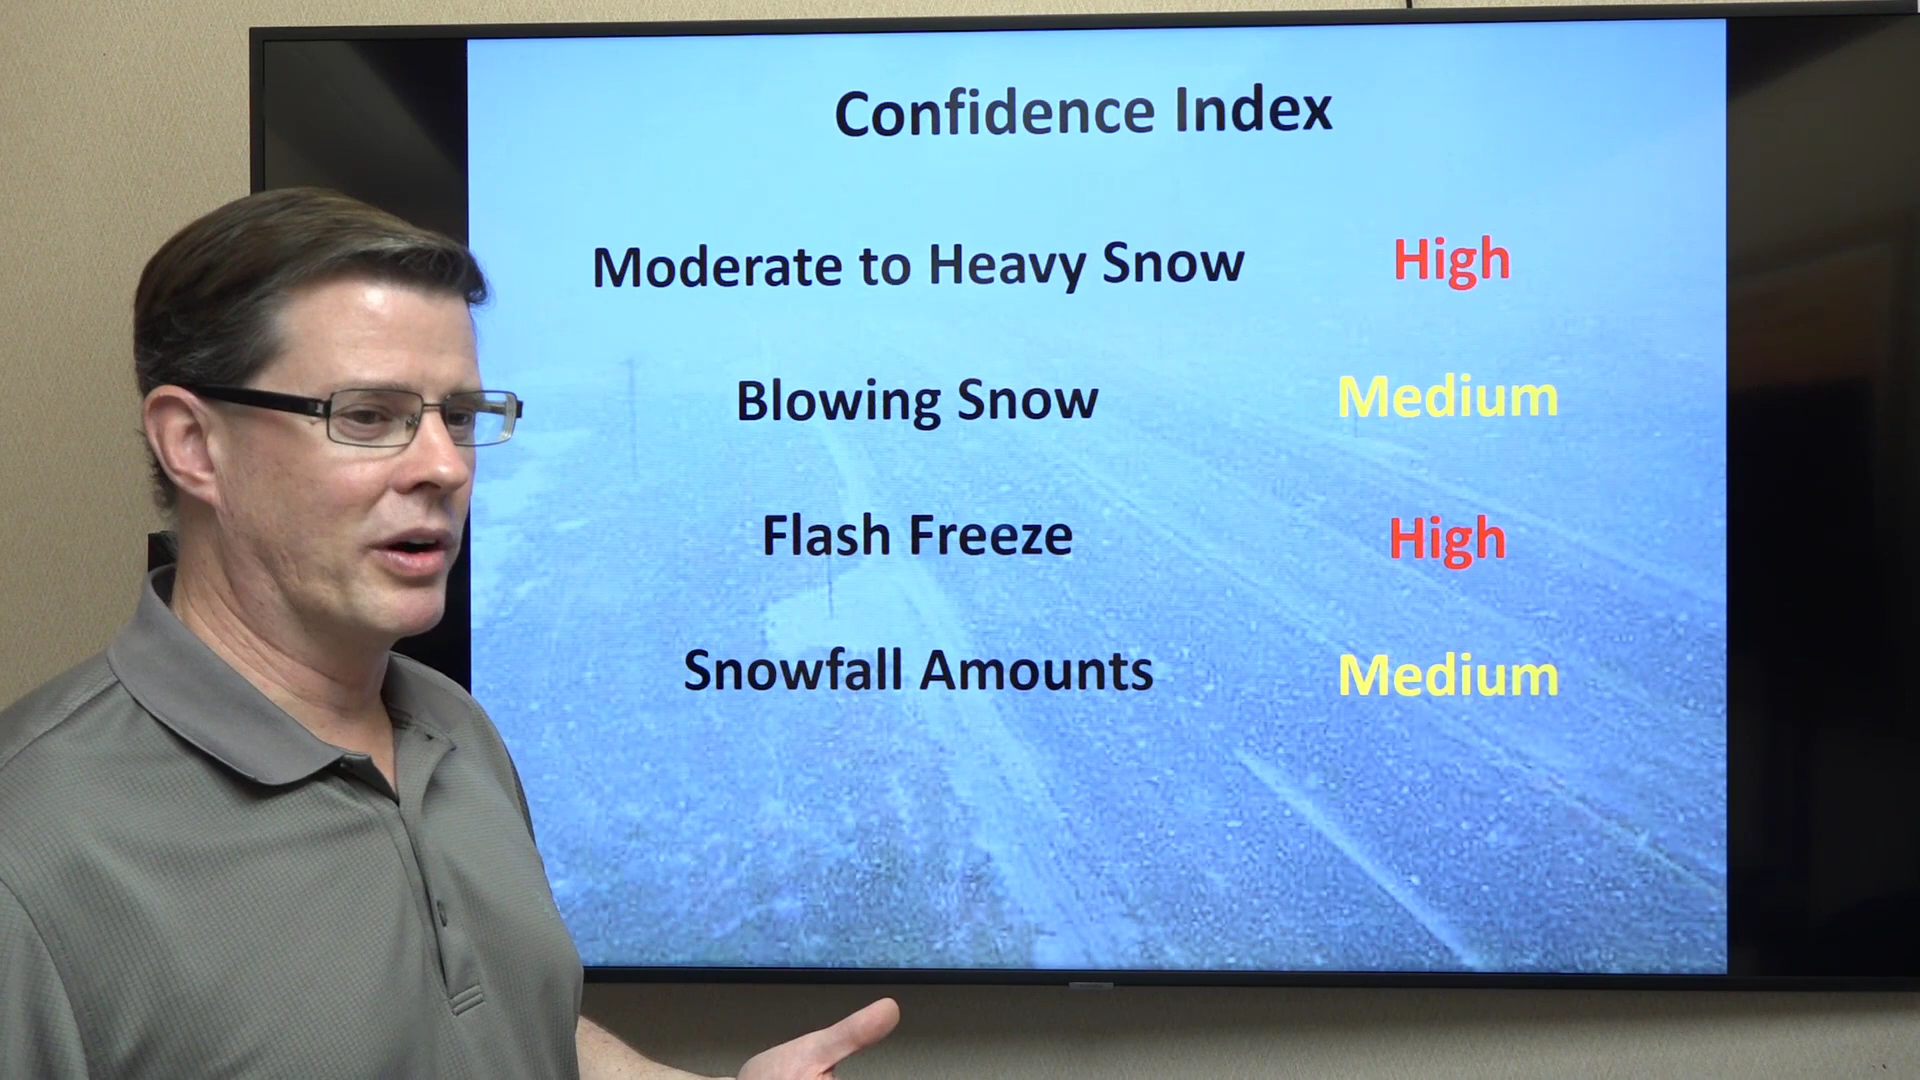 Confidence Index
Moderate to Heavy Snow High
Blowing Snow Medium
Flash Freeze High
Snowfall Amounts Medium